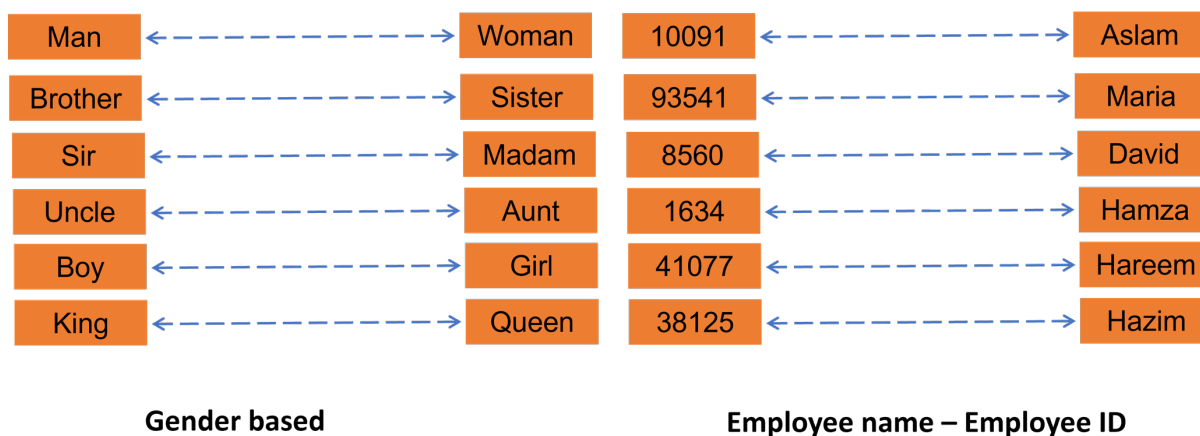 Man Woman 10091 Aslam
Brother Sister 93541 Maria
Sir Madam 8560 David
Uncle Aunt 1634 Hamza
Boy Girl 41077 Hareem
King Queen 38125 Hazim
Gender based Employee name – Employee ID